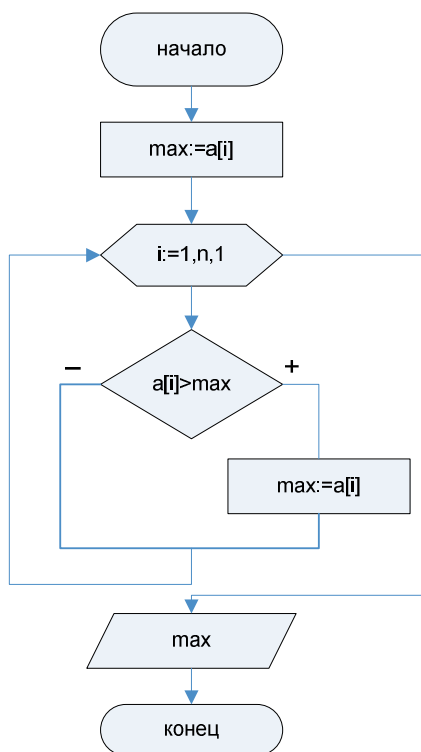 начало
max:=a[i]
i:=1,n,1
–
+
a[i]>max
max:=a[i]
max
конец